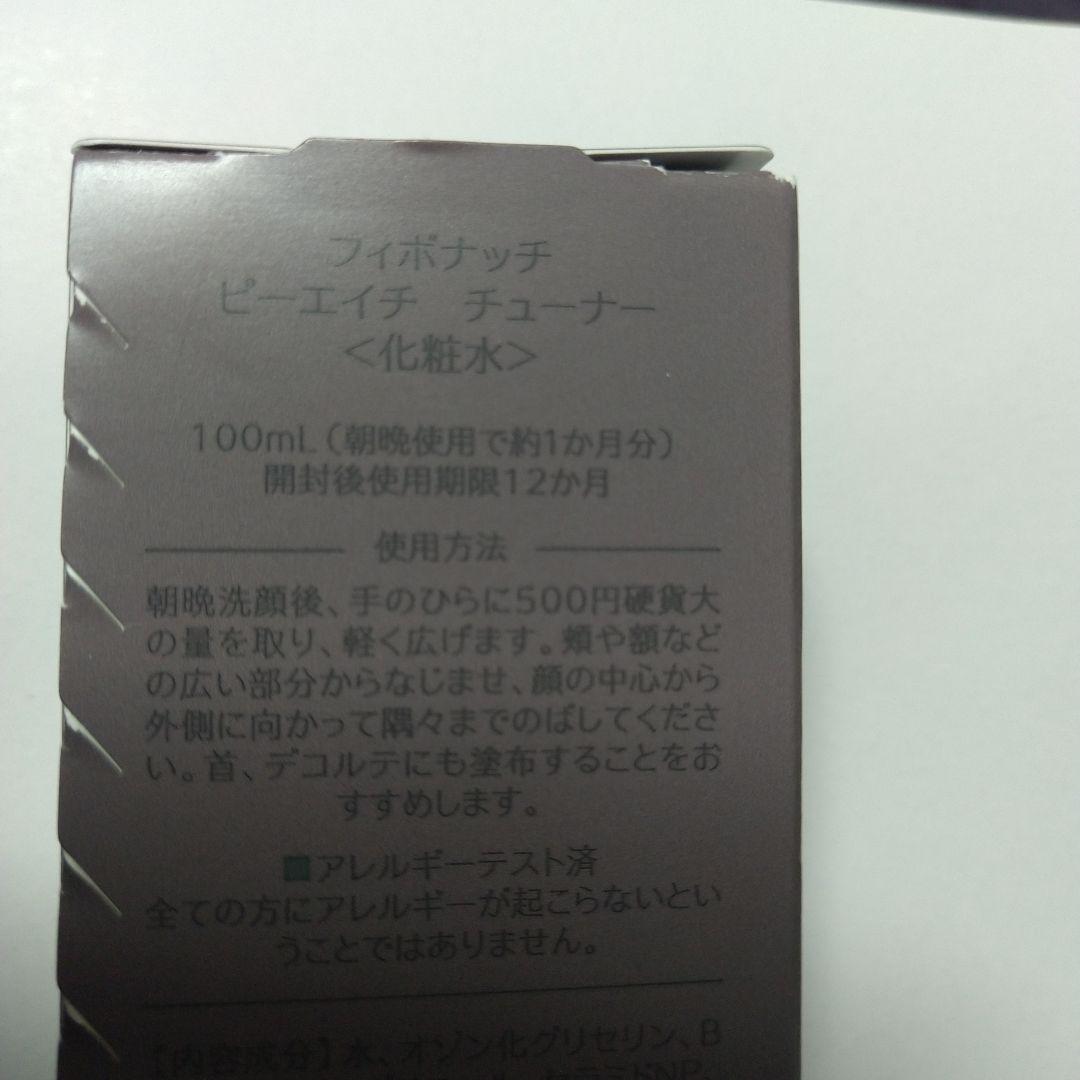 フィボナッチ
ピーエイチ　チューナー
＜化粧水＞
100mL（朝晩使用で約1か月分）
開封後使用期限12か月
使用方法
朝晩洗顔後、手のひらに500円硬貨大
の量を取り、軽く広げます。頬や額など
の広い部分からなじませ、顔の中心から
外側に向かって隅々までのばしてくださ
い。首、デコルテにも塗布することをお
すすめします。
■アレルギーテスト済
全ての方にアレルギーが起こらないとい
うことではありません。
【内容成分】水、オゾン化グリセリン、B
セラミドNP、